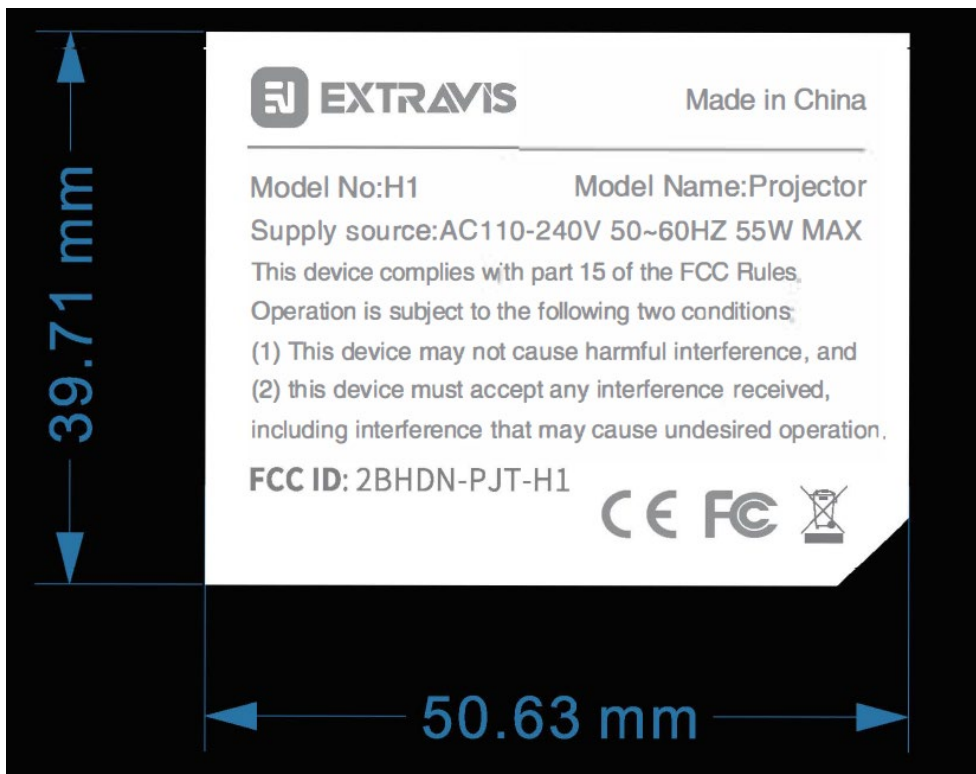 EXTRAVIS Made in China
Model No:H1 Model Name:Projector
Supply source:AC110-240V 50~60HZ 55W MAX
This device complies with part 15 of the FCC Rules.
Operation is subject to the following two conditions:
(1) This device may not cause harmful interference, and
(2) this device must accept any interference received,
including interference that may cause undesired operation.
FCC ID: 2BHDN-PJT-H1
CE FC
39.71 mm
50.63 mm